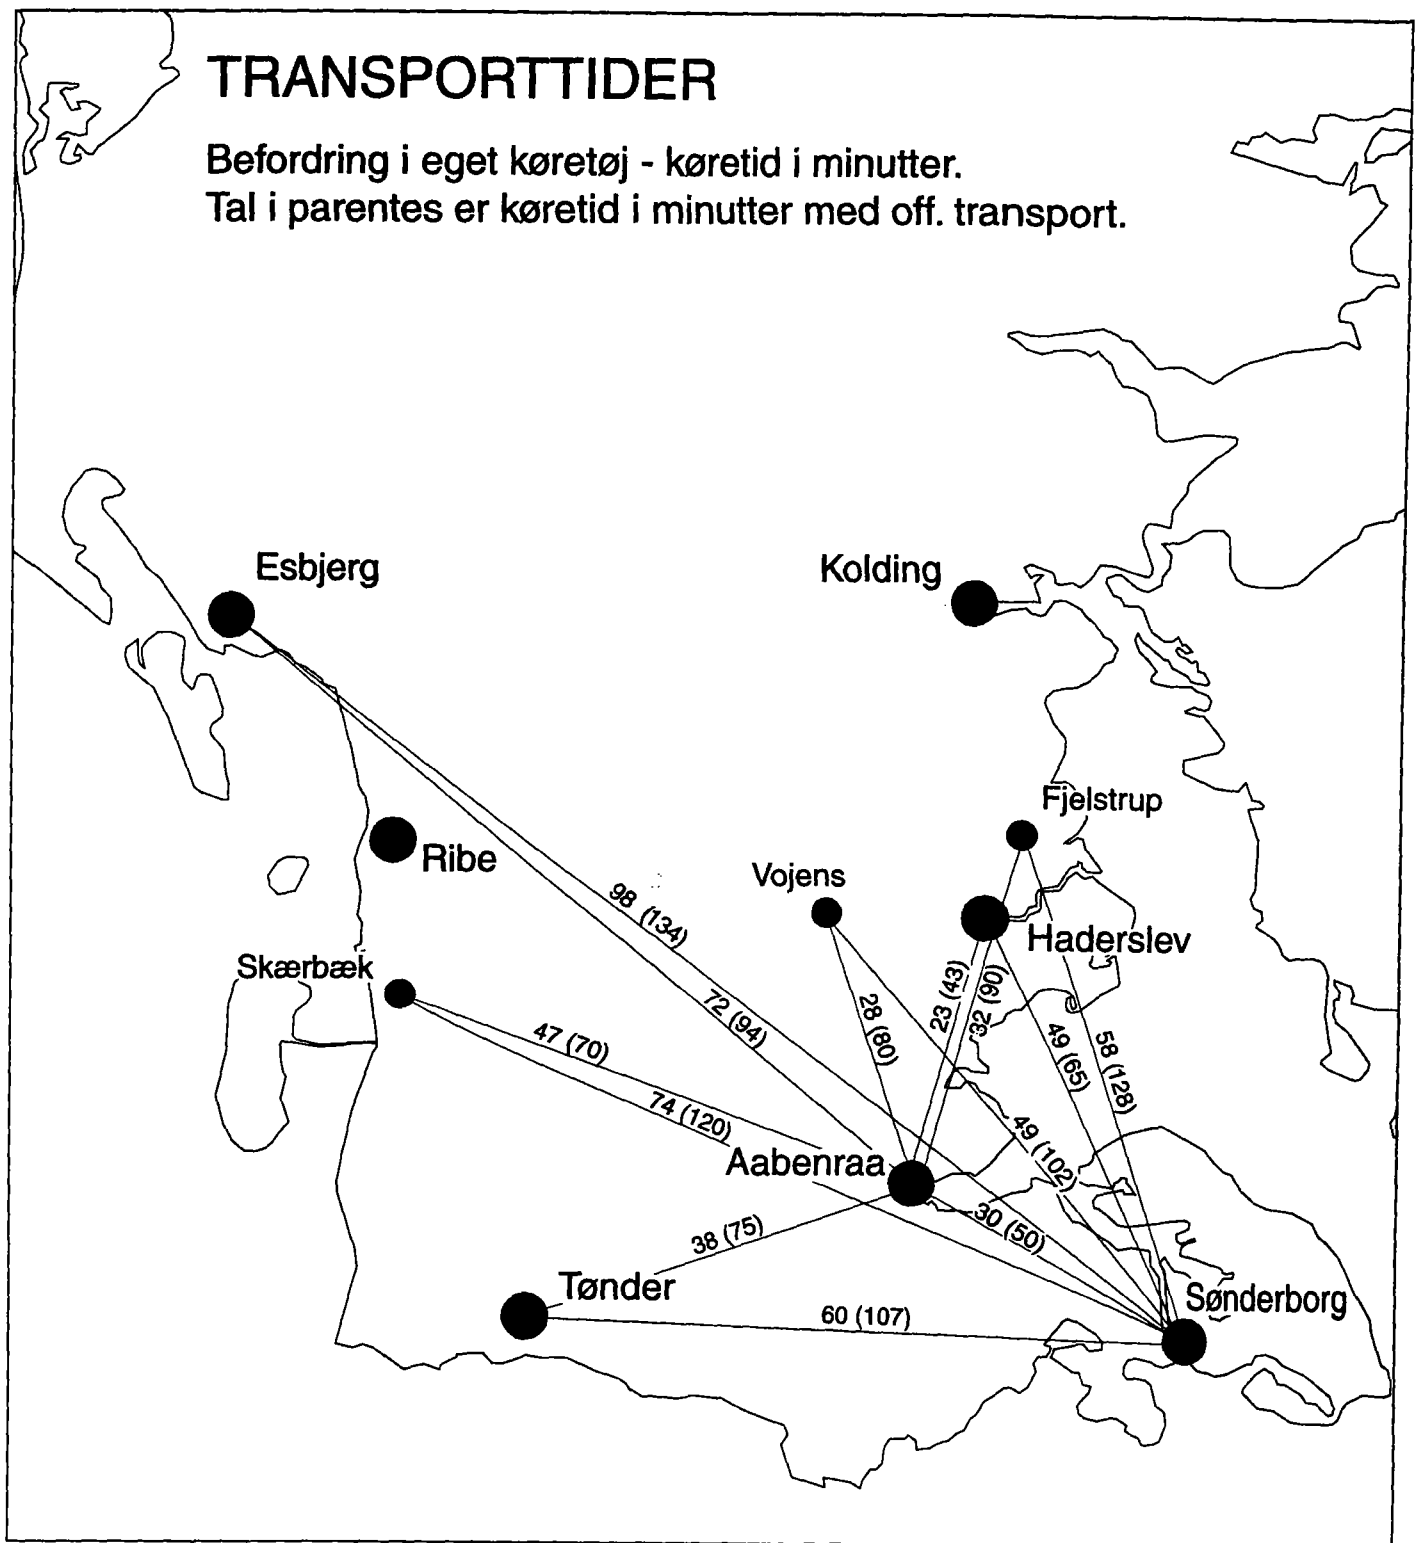 TRANSPORTTIDER
Befordring i eget køretøj - køretid i minutter.
Tal i parentes er køretid i minutter med off. transport.
Esbjerg
Kolding
Fjelstrup
Ribe
Vojens
98 (134)
Haderslev
Skærbæk
23 (43)
32 (90)
72 (94)
28 (80)
47 (70)
49 (65)
58 (128)
74 (120)
49 (102)
Aabenraa
30 (50)
38 (75)
Tønder
Sønderborg
60 (107)